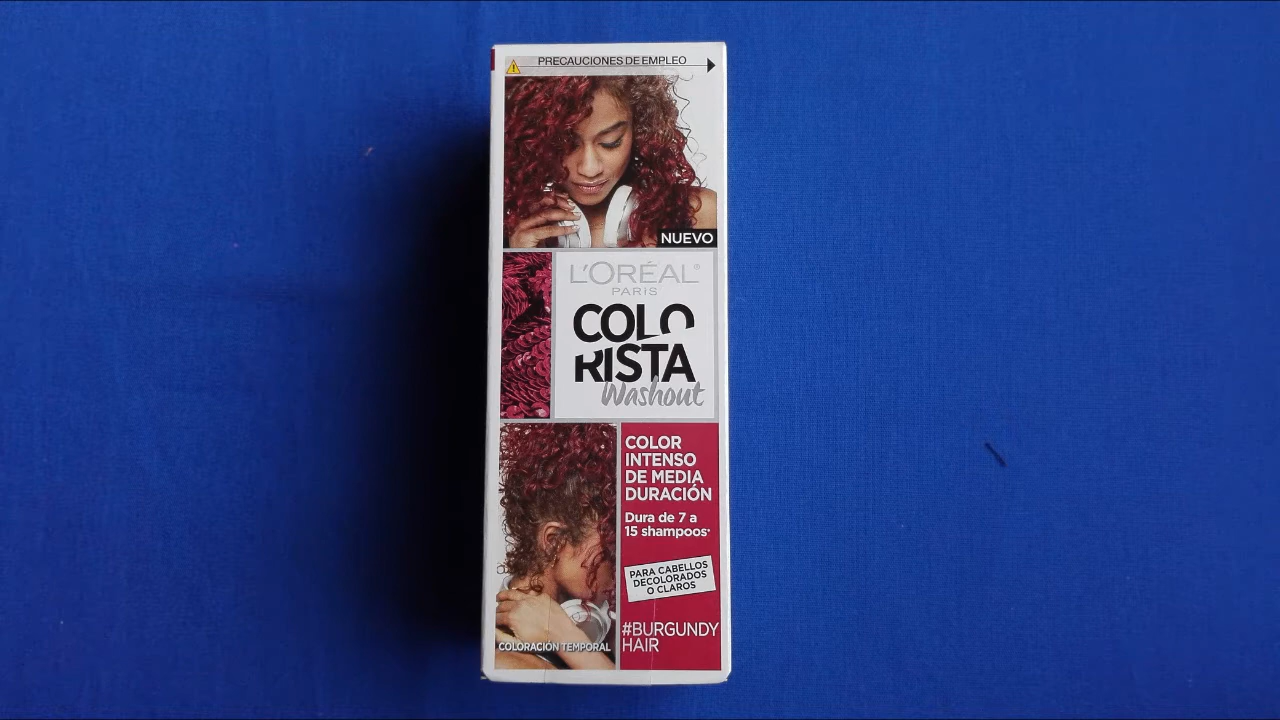 PRECAUCIONES DE EMPLEO
NUEVO
L'ORÉAL®
PARIS
COLO
RISTA
Washout
COLOR
INTENSO
DE MEDIA
DURACIÓN
Dura de 7 a
15 shampoos*
PARA CABELLOS
DECOLORADOS
O CLAROS
#BURGUNDY
HAIR
COLORACIÓN TEMPORAL